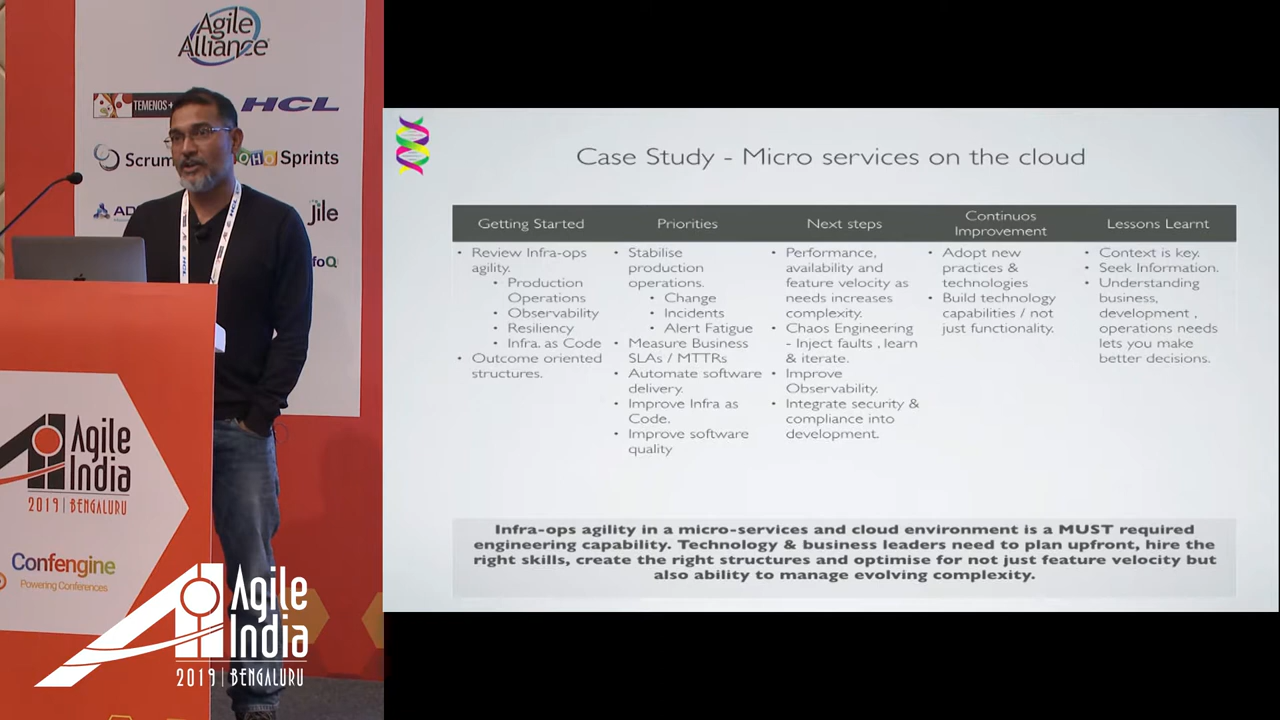 Agile
Alliance
TEMENOS+
HCL
Scrum
Sprints
jile
Agile
India
2019 | BENGALURU
Confengine
Powering Conferences
Agile
India
2019 | BENGALURU
Case Study - Micro services on the cloud
Getting Started
• Review Infra-ops
agility.
• Production
Operations
• Observability
• Resiliency
• Infra. as Code
• Outcome oriented
structures.
Priorities
• Stabilise
production
operations.
• Change
• Incidents
• Alert Fatigue
• Measure Business
SLAs / MTTRs
• Automate software
delivery.
• Improve Infra as
Code.
• Improve software
quality
Next steps
• Performance,
availability and
feature velocity as
needs increases
complexity.
• Chaos Engineering
- Inject faults , learn
& iterate.
• Improve
Observability.
• Integrate security &
compliance into
development.
Continuos
Improvement
• Adopt new
practices &
technologies
• Build technology
capabilities / not
just functionality.
Lessons Learnt
• Context is key.
• Seek Information.
• Understanding
business,
development ,
operations needs
lets you make
better decisions.
Infra-ops agility in a micro-services and cloud environment is a MUST required
engineering capability. Technology & business leaders need to plan upfront, hire the
right skills, create the right structures and optimise for not just feature velocity but
also ability to manage evolving complexity.